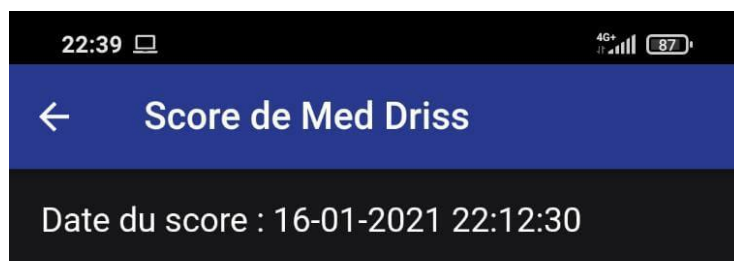 22:39
4G+
87
Score de Med Driss
Date du score : 16-01-2021 22:12:30